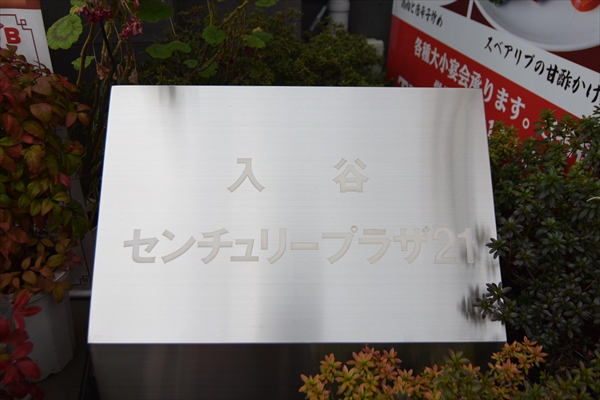 入谷
センチュリープラザ21
スペアリブの甘酢かけ
各種大小宴会承ります。
B